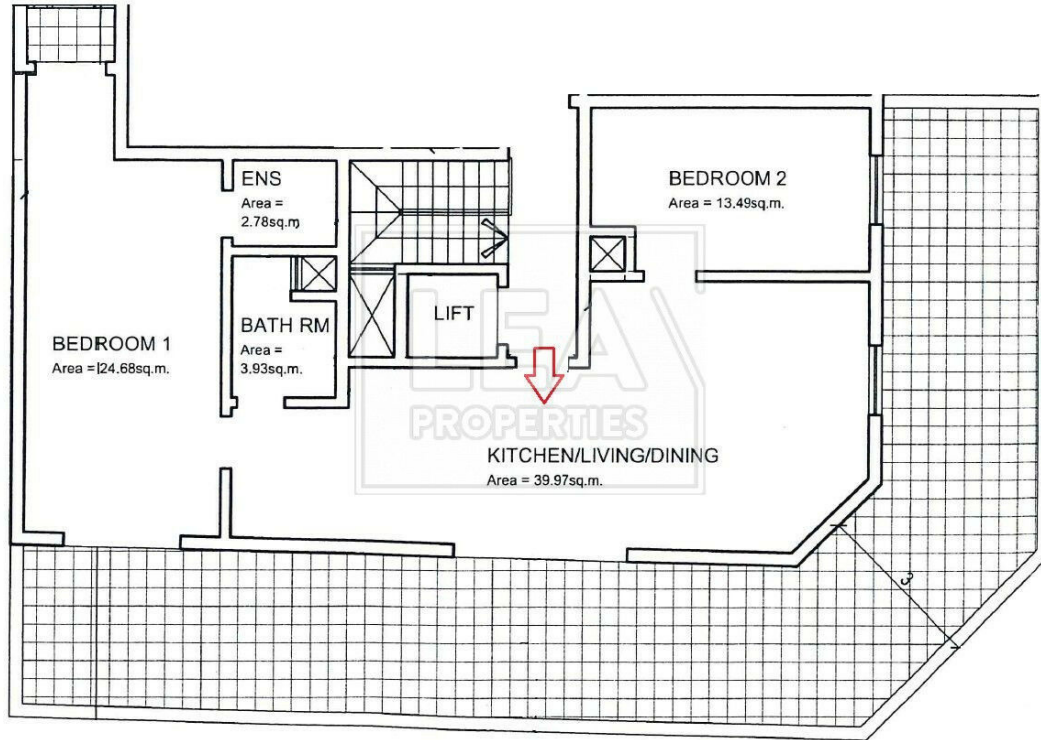 ENS
Area =
2.78sq.m
BEDROOM 2
Area = 13.49sq.m.
BATH RM
Area =
3.93sq.m.
LIFT
BEDROOM 1
Area = 24.68sq.m.
LEA
PROPERTIES
KITCHEN/LIVING/DINING
Area = 39.97sq.m.
3